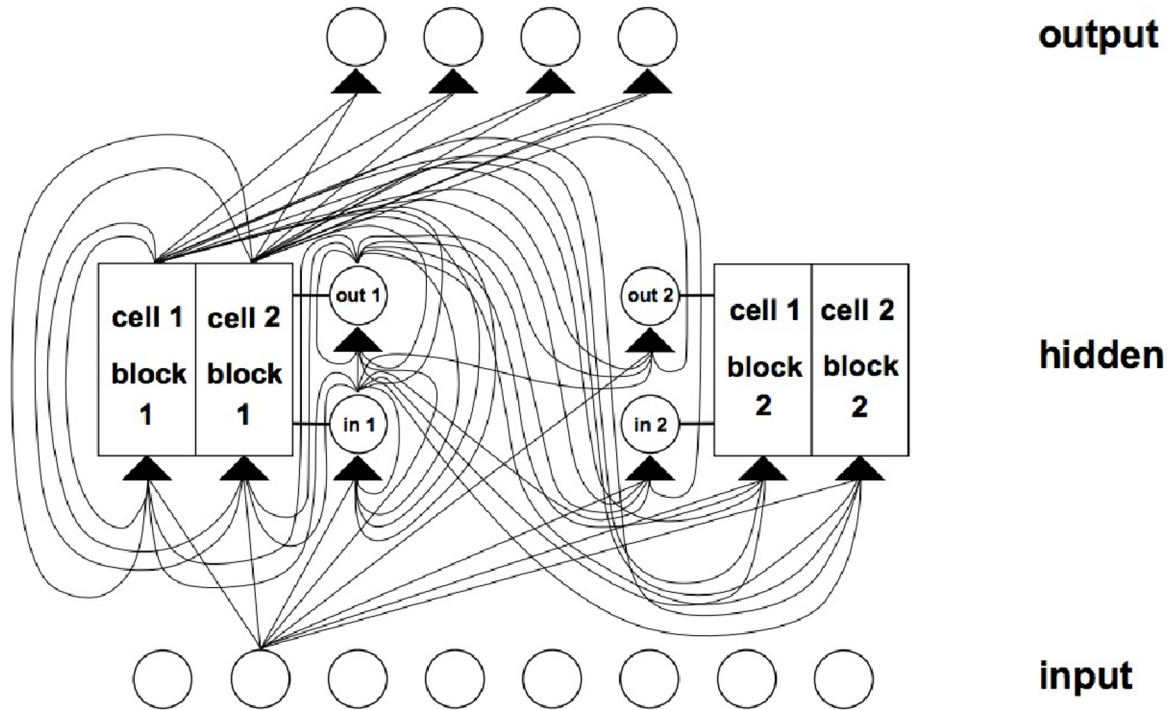 output
cell 1
block
1
cell 2
block
1
out 1
in 1
out 2
in 2
cell 1
block
2
cell 2
block
2
hidden
input